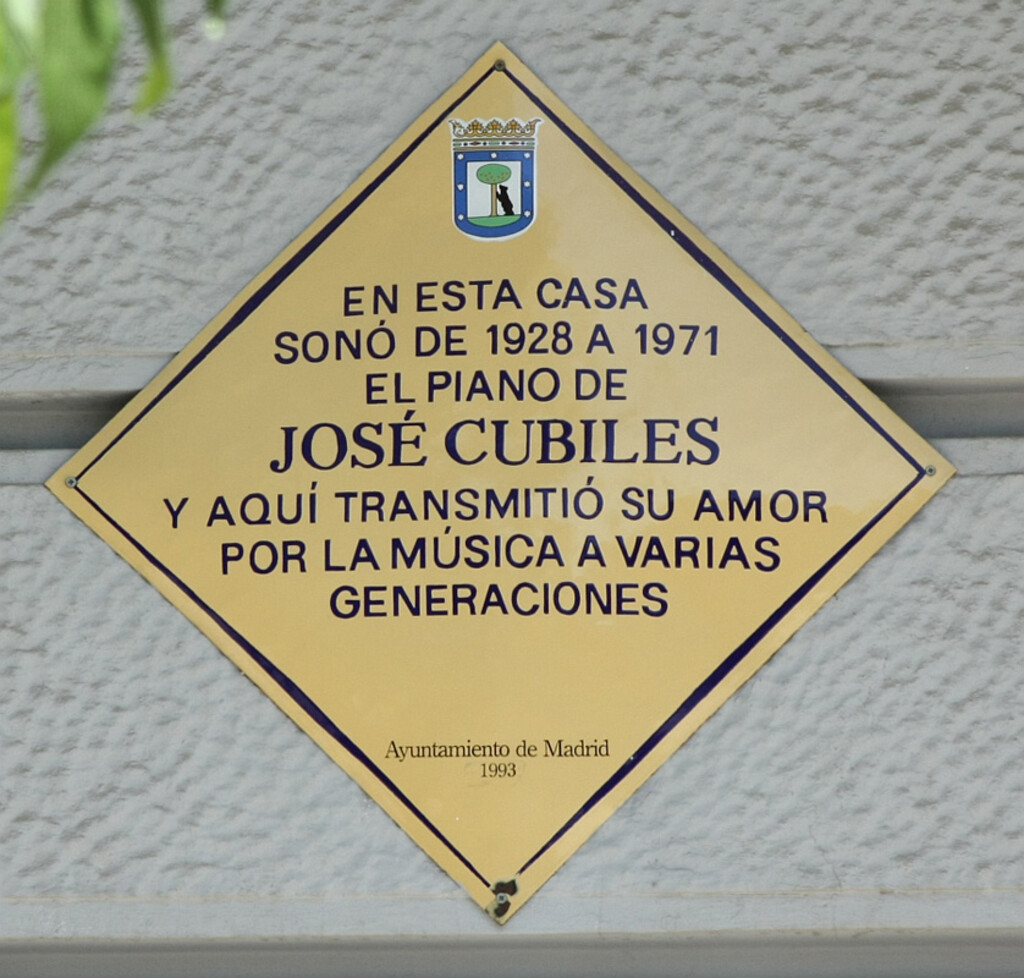 EN ESTA CASA
SONÓ DE 1928 A 1971
EL PIANO DE
JOSÉ CUBILES
Y AQUÍ TRANSMITIÓ SU AMOR
POR LA MÚSICA A VARIAS
GENERACIONES
Ayuntamiento de Madrid
1993